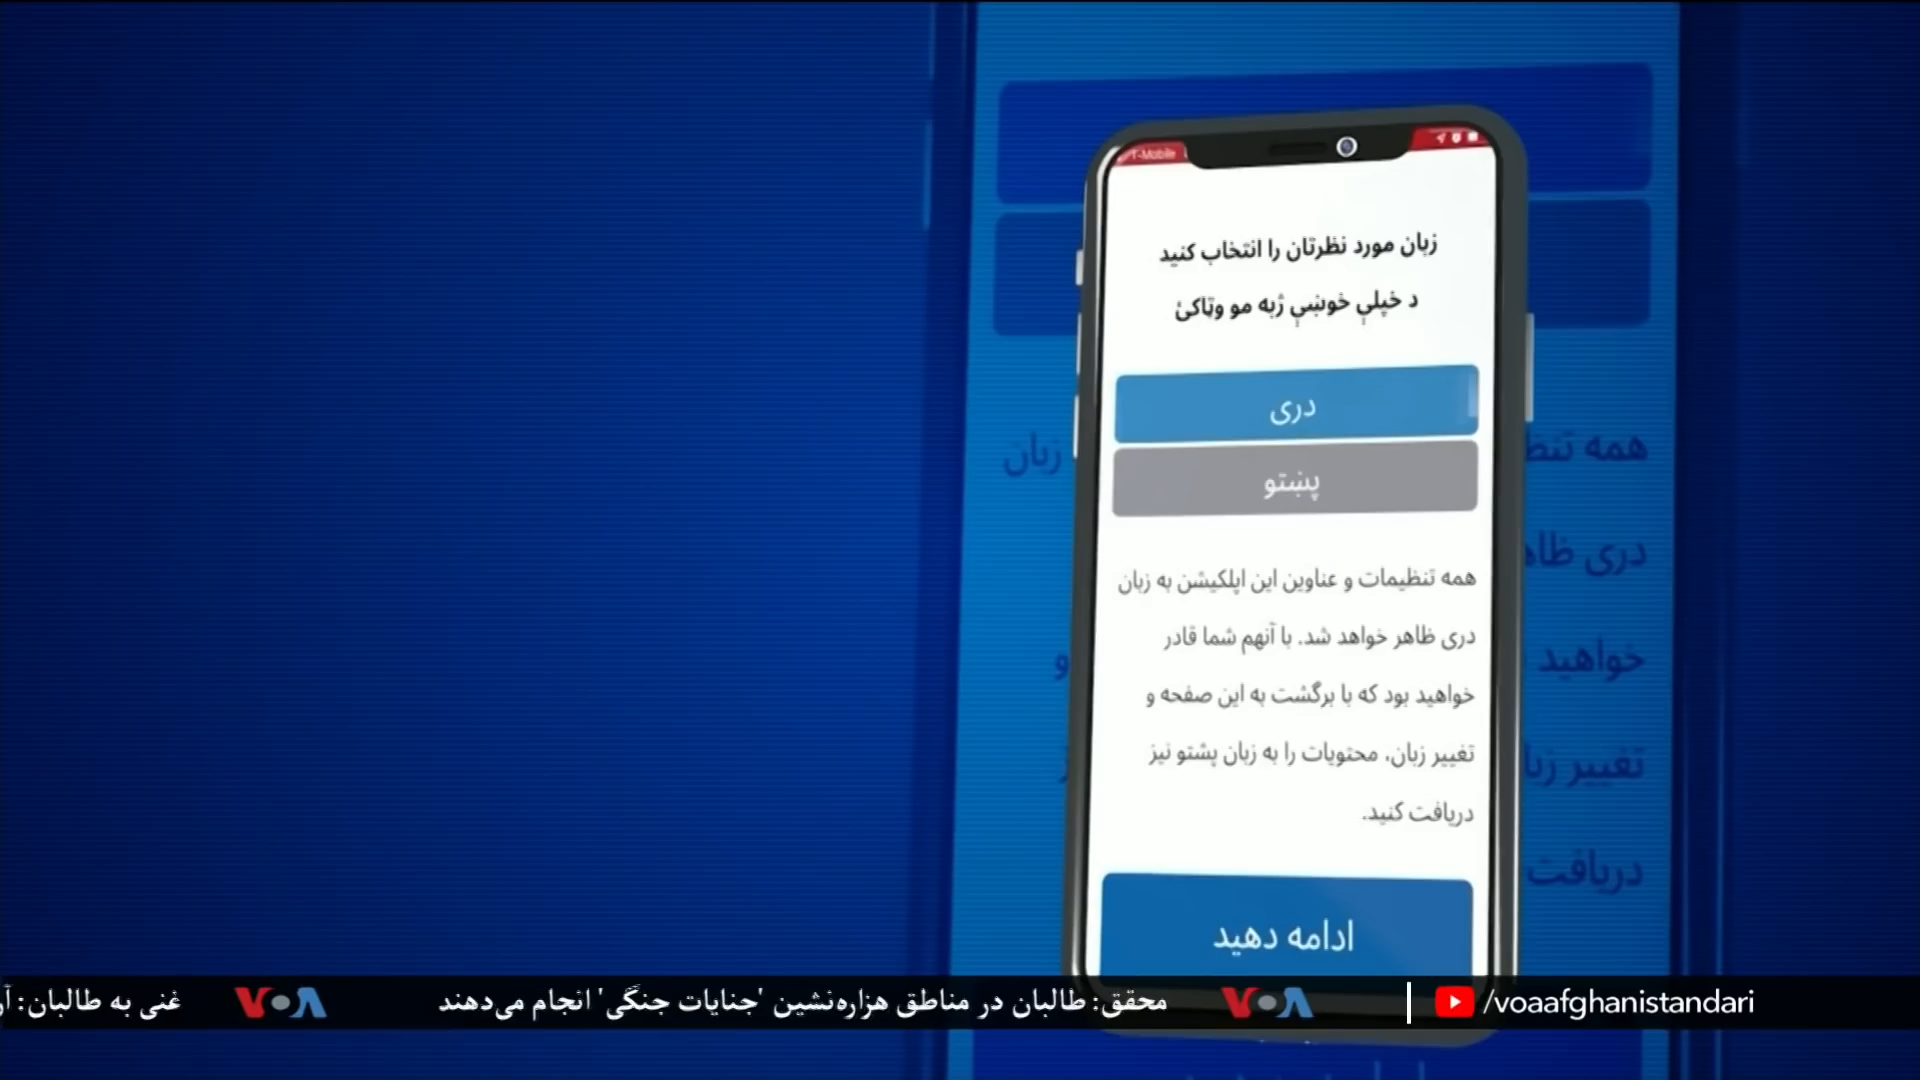 T-Mobile
زبان مورد نظرتان را انتخاب کنید
د خپلې خوښې ژبه مو وټاکئ
دری
پښتو
همه تنظیمات و عناوین این اپلکیشن به زبان
دری ظاهر خواهد شد. با آنهم شما قادر
خواهید بود که با برگشت به این صفحه و
تغییر زبان، محتویات را به زبان پشتو نیز
دریافت کنید.
ادامه دهید
همه زبان
دری
خواهید و
تغییر
دریافت
محقق: طالبان در مناطق هزاره‌نشین 'جنایات جنگی' انجام می‌دهند VOA غنی به طالبان:
VOA
/voaafghanistandari